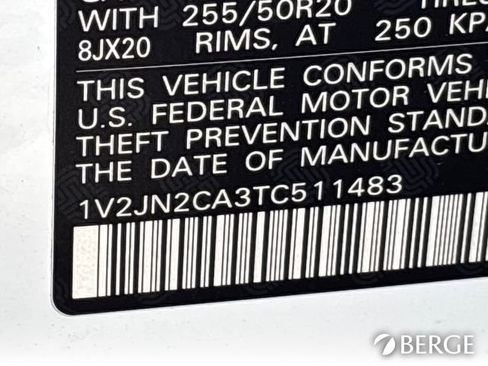 WITH 255/50R20 TIRES
8JX20 RIMS, AT 250 KPA
THIS VEHICLE CONFORMS
U.S. FEDERAL MOTOR VEH
THEFT PREVENTION STAND
THE DATE OF MANUFACTU
1V2JN2CA3TC511483
BERGE